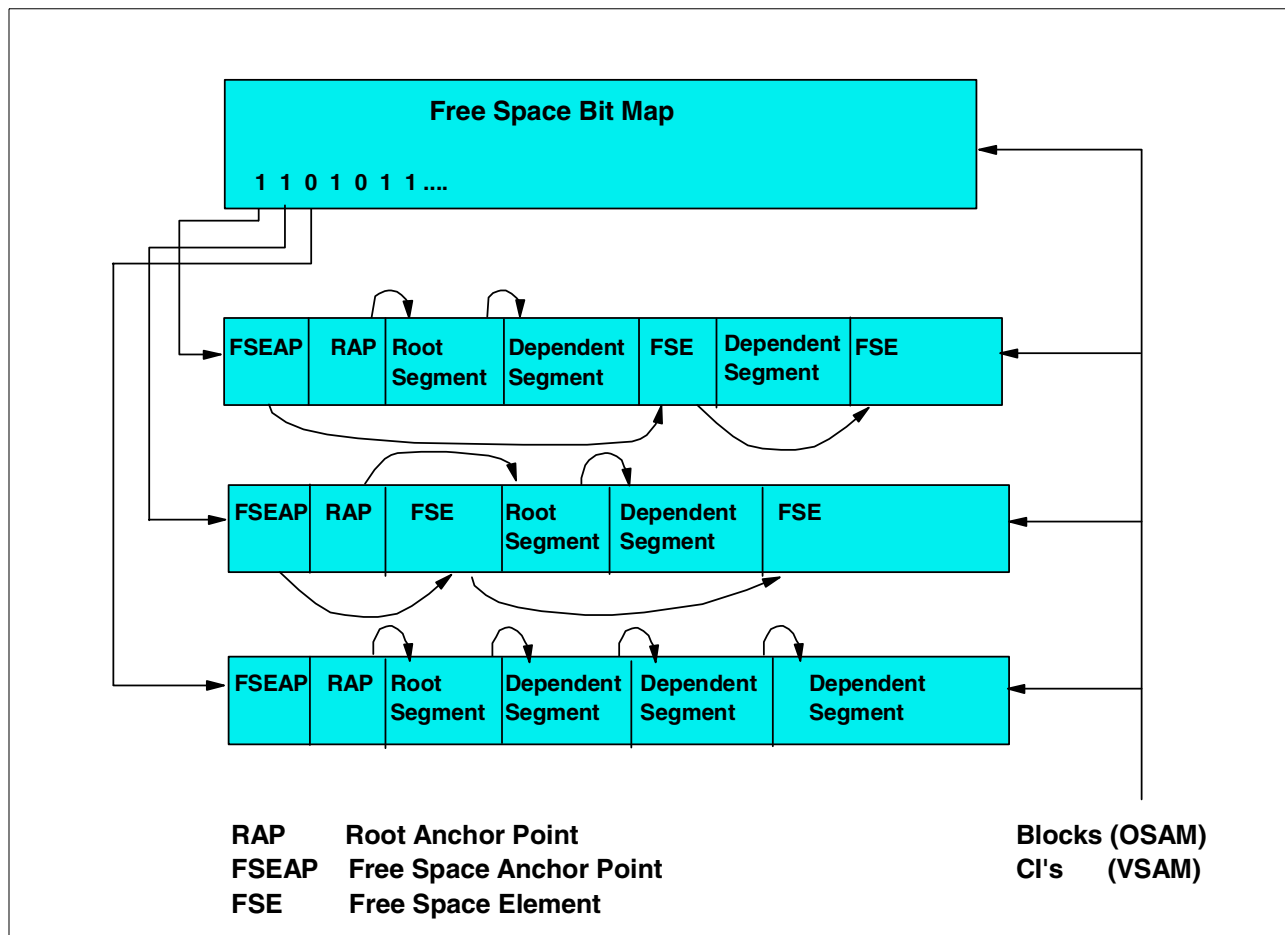 Free Space Bit Map
1 1 0 1 0 1 1 ....
FSEAP RAP Root Segment Dependent Segment FSE Dependent Segment FSE
FSEAP RAP FSE Root Segment Dependent Segment FSE
FSEAP RAP Root Segment Dependent Segment Dependent Segment Dependent Segment
RAP Root Anchor Point
FSEAP Free Space Anchor Point
FSE Free Space Element
Blocks (OSAM)
CI's (VSAM)